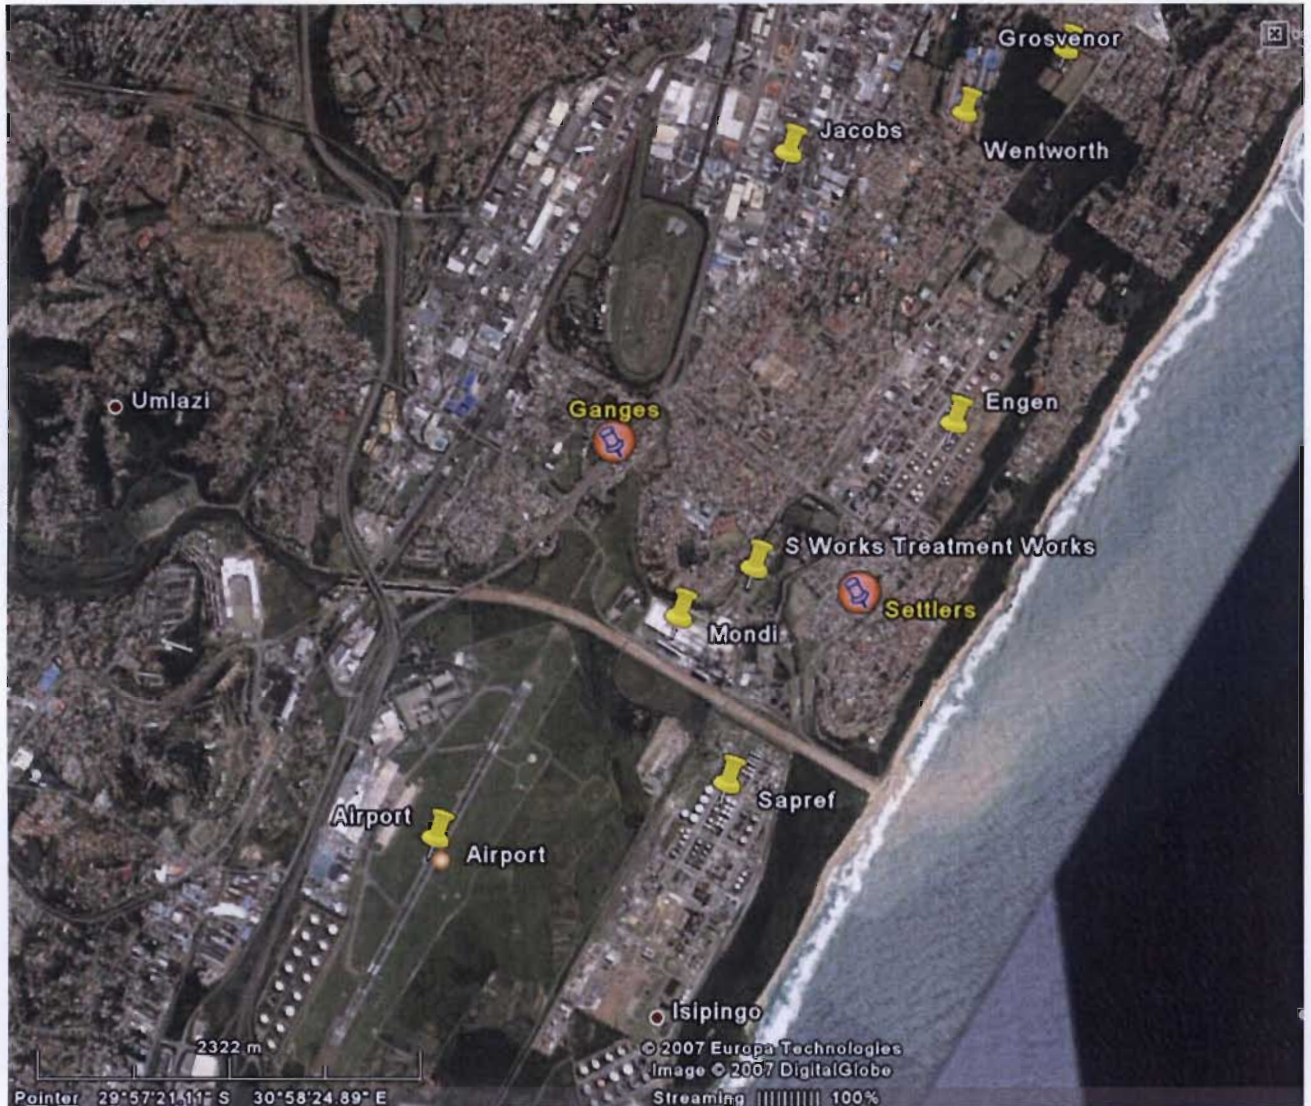 Grosvenor
Jacobs
Wentworth
Umlazi
Ganges
Engen
S Works Treatment Works
Settlers
Mondi
Sapref
Airport
Airport
Isipingo
2322 m
© 2007 Europa Technologies
Image © 2007 DigitalGlobe
Pointer 29°57'21.11" S 30°58'24.89" E Streaming |||||||||| 100%